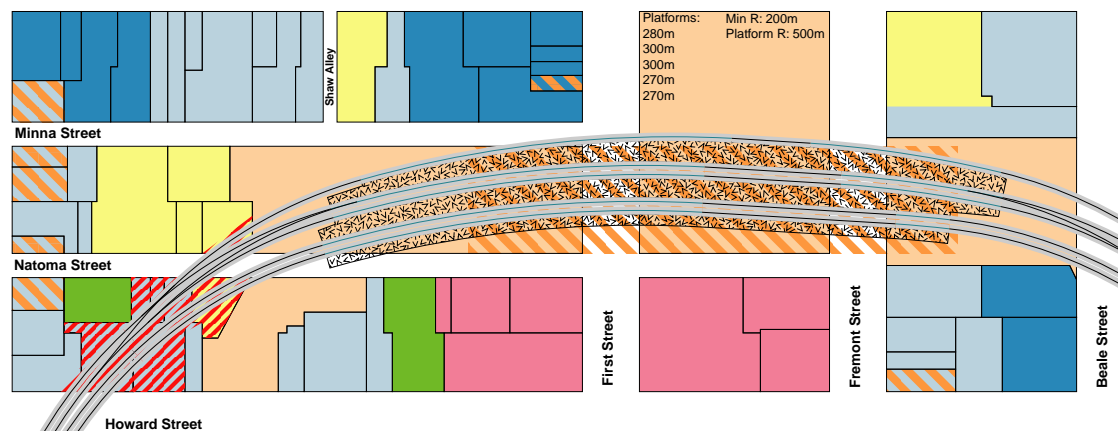 Platforms:
280m
300m
300m
270m
270m
Min R: 200m
Platform R: 500m
Shaw Alley
Minna Street
Natoma Street
First Street
Fremont Street
Beale Street
Howard Street